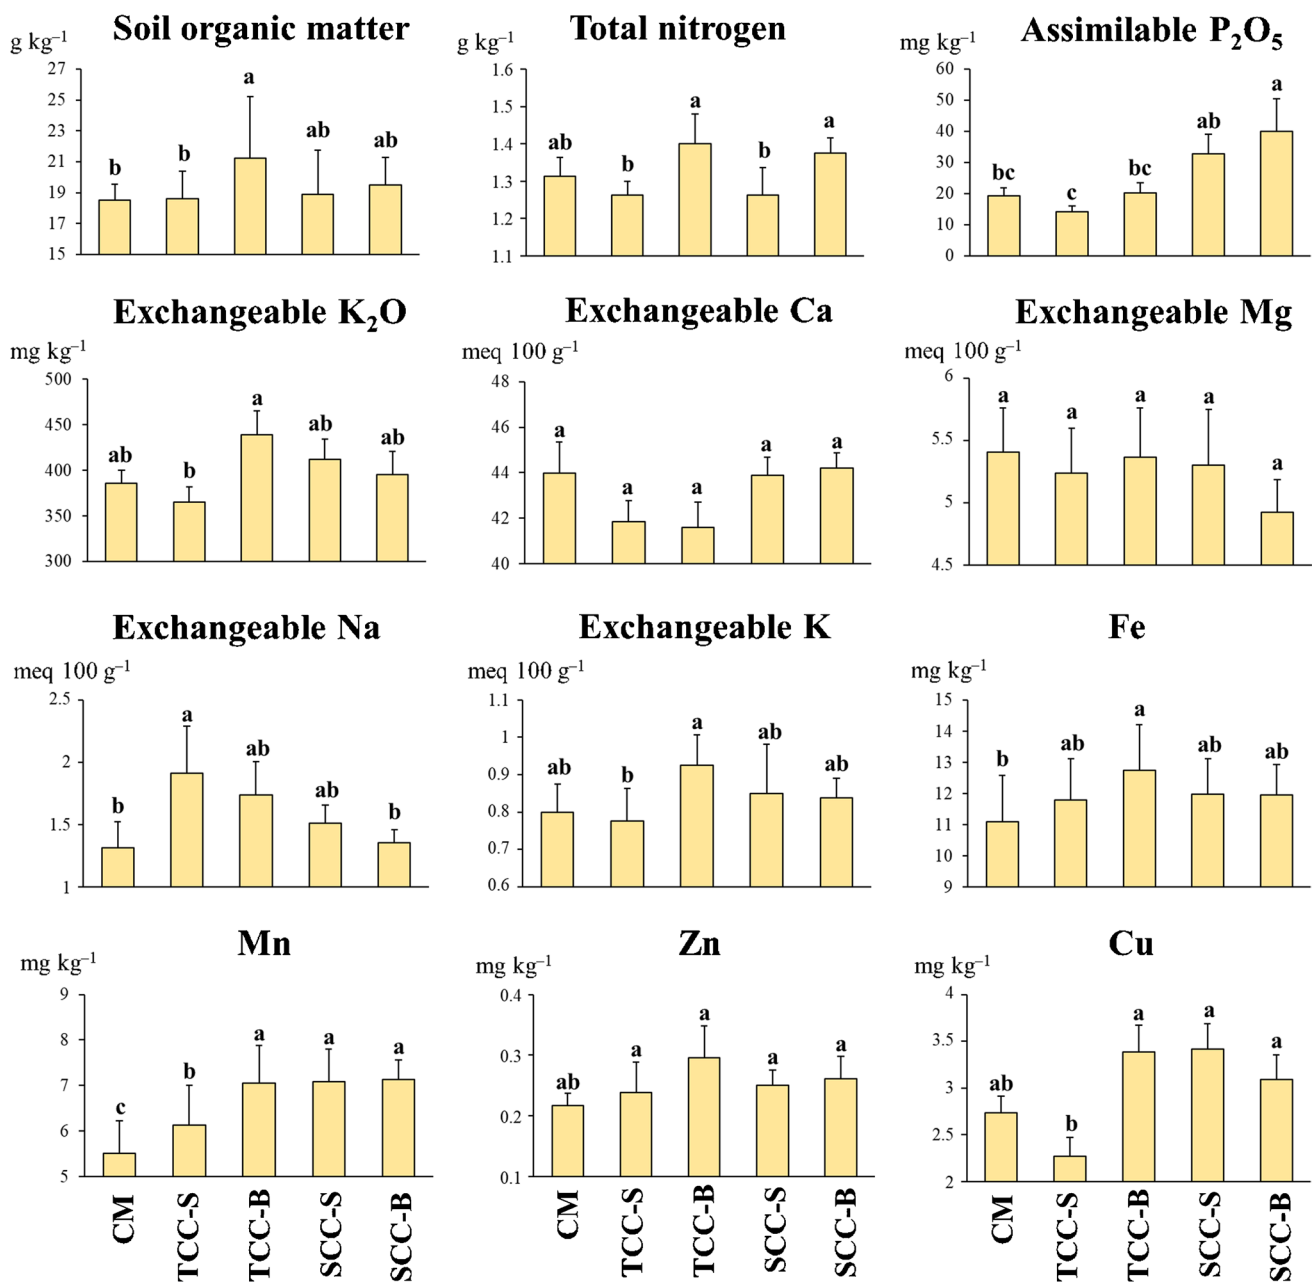 Soil organic matter
g kg⁻¹
27
25
23
21
19
17
15
b b a ab ab
Total nitrogen
g kg⁻¹
1.6
1.5
1.4
1.3
1.2
1.1
ab b a b a
Assimilable P₂O₅
mg kg⁻¹
60
50
40
30
20
10
0
bc c bc ab a
Exchangeable K₂O
mg kg⁻¹
500
450
400
350
300
ab b a ab ab
Exchangeable Ca
meq 100 g⁻¹
48
46
44
42
40
a a a a a
Exchangeable Mg
meq 100 g⁻¹
6
5.5
5
4.5
a a a a a
Exchangeable Na
meq 100 g⁻¹
2.5
2
1.5
1
b a ab ab b
Exchangeable K
meq 100 g⁻¹
1.1
1
0.9
0.8
0.7
0.6
ab b a ab ab
Fe
mg kg⁻¹
15
14
13
12
11
10
9
b ab a ab ab
Mn
mg kg⁻¹
9
8
7
6
5
c b a a a
CM TCC-S TCC-B SCC-S SCC-B
Zn
mg kg⁻¹
0.4
0.3
0.2
0.1
ab a a a a
CM TCC-S TCC-B SCC-S SCC-B
Cu
mg kg⁻¹
4
3.5
3
2.5
2
ab b a a a
CM TCC-S TCC-B SCC-S SCC-B